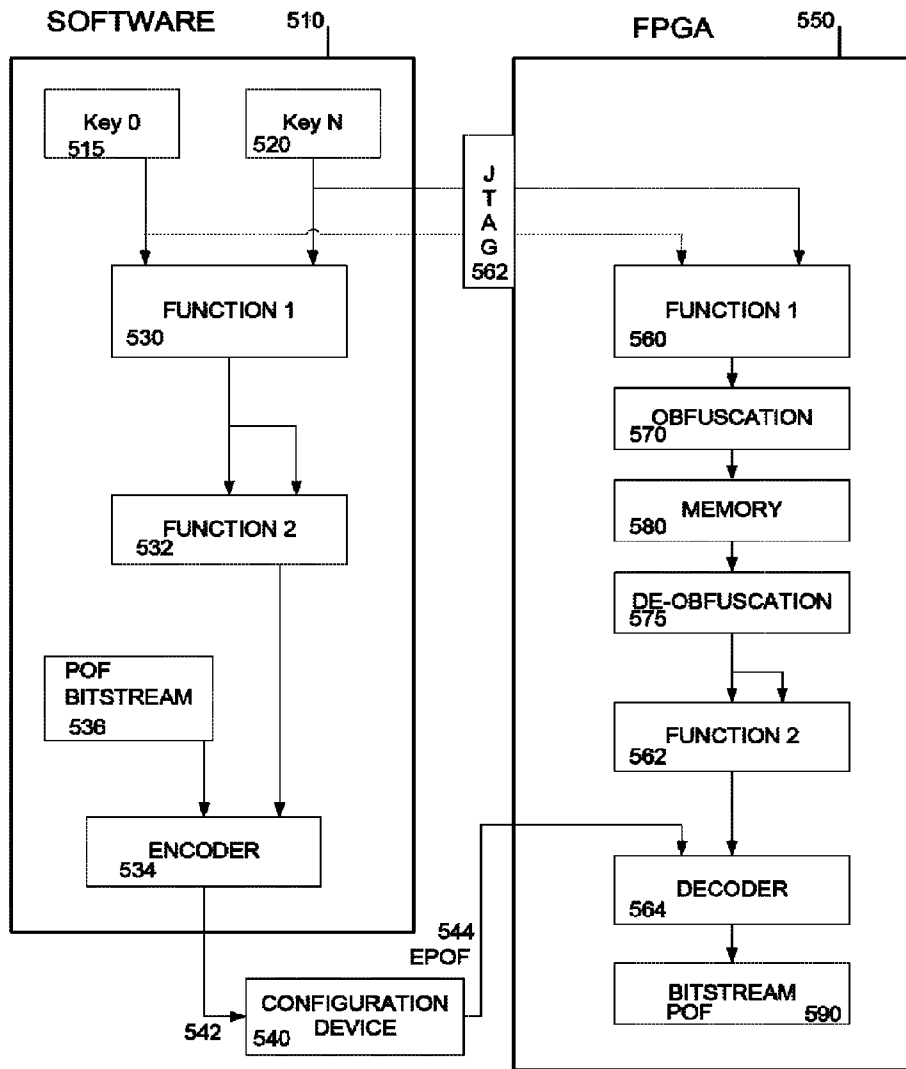 SOFTWARE
510
FPGA
550
Key 0
515
Key N
520
J
T
A
G
562
FUNCTION 1
530
FUNCTION 1
560
OBFUSCATION
570
MEMORY
580
FUNCTION 2
532
DE-OBFUSCATION
575
POF
BITSTREAM
536
FUNCTION 2
562
ENCODER
534
DECODER
564
544
EPOF
542
CONFIGURATION
DEVICE
540
BITSTREAM
POF
590